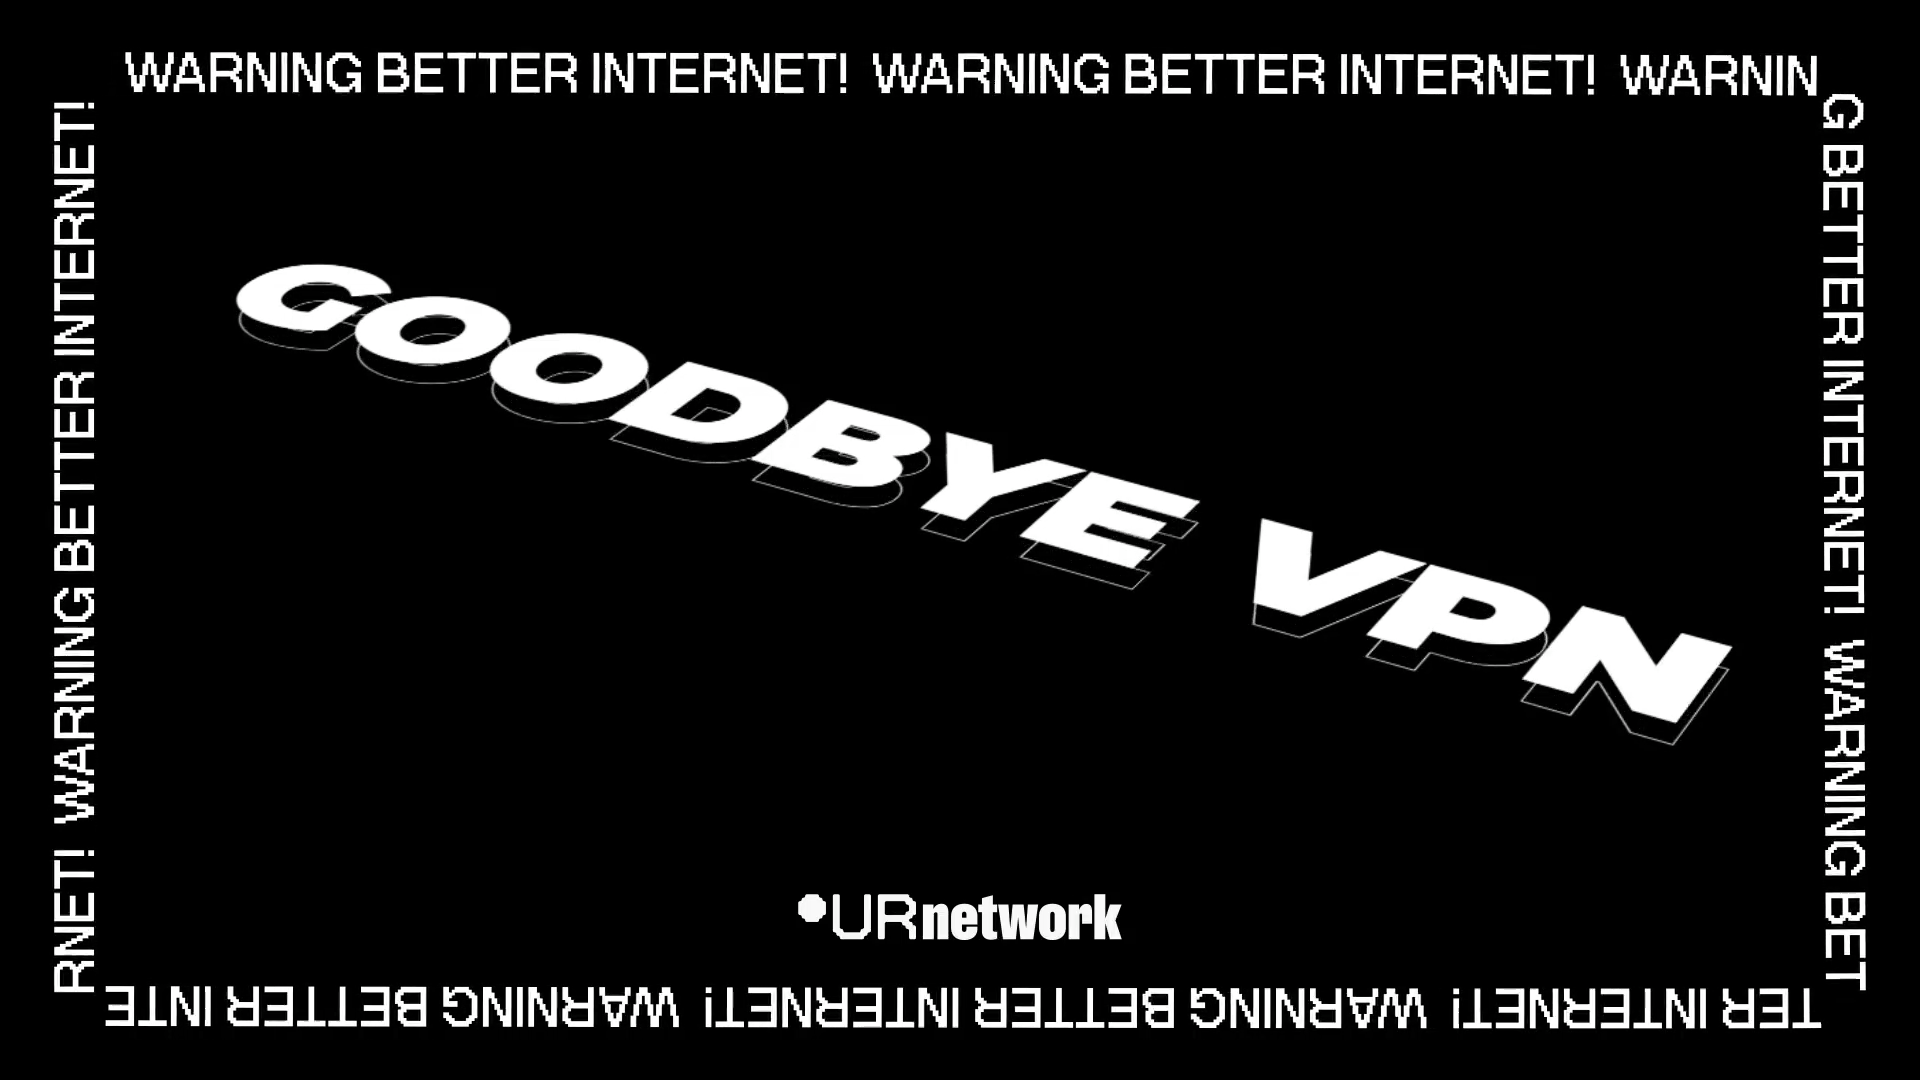 WARNING BETTER INTERNET! WARNING BETTER INTERNET! WARNIN
G BETTER INTERNET! WARNING BET
TER INTERNET! WARNING BETTER INTERNET! WARNING BETTER INTE
RNET! WARNING BETTER INTERNET!
GOODBYE VPN
URnetwork